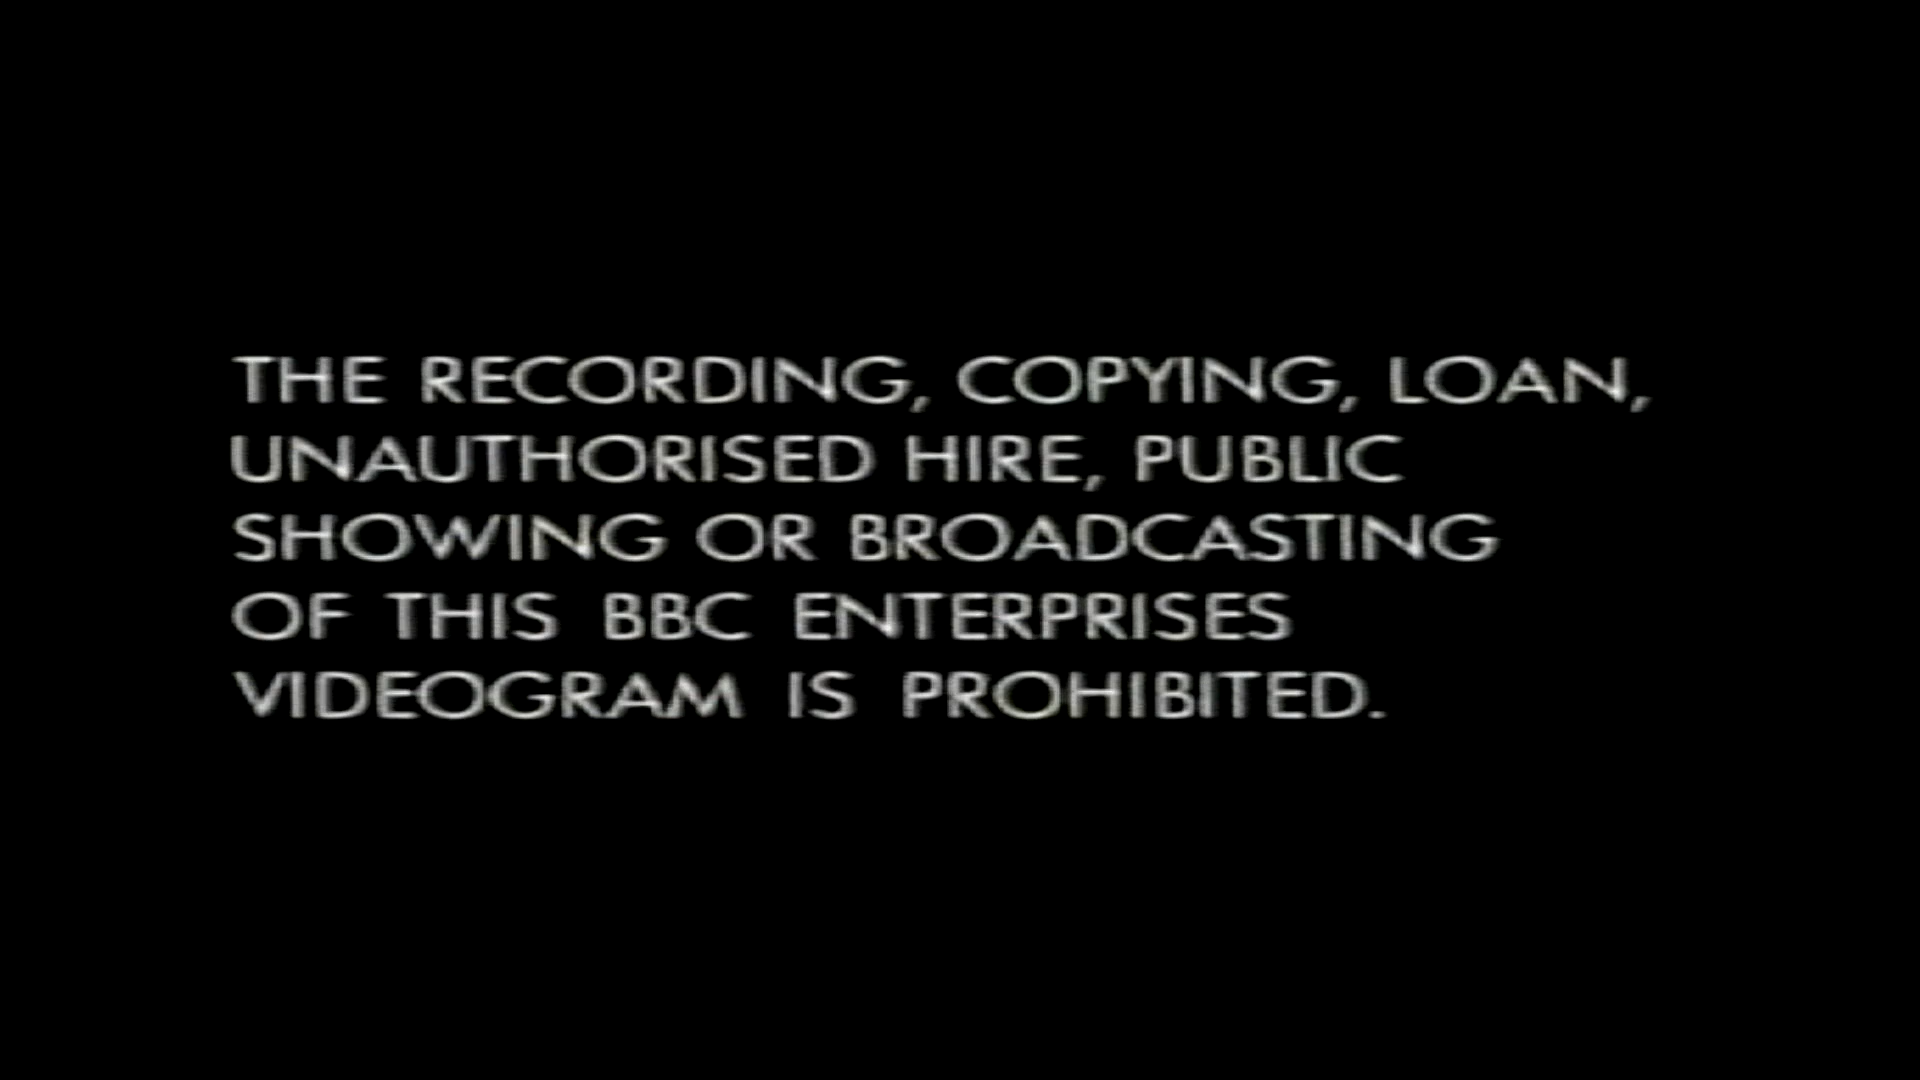 THE RECORDING, COPYING, LOAN,
UNAUTHORISED HIRE, PUBLIC
SHOWING OR BROADCASTING
OF THIS BBC ENTERPRISES
VIDEOGRAM IS PROHIBITED.